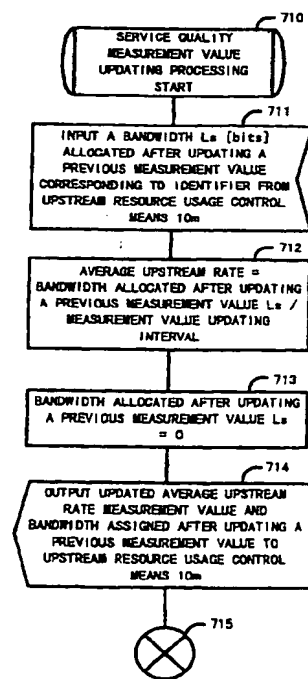 710
SERVICE QUALITY
MEASUREMENT VALUE
UPDATING PROCESSING
START
711
INPUT A BANDWIDTH Ls [bits]
ALLOCATED AFTER UPDATING A
PREVIOUS MEASUREMENT VALUE
CORRESPONDING TO IDENTIFIER FROM
UPSTREAM RESOURCE USAGE CONTROL
MEANS 10m
712
AVERAGE UPSTREAM RATE =
BANDWIDTH ALLOCATED AFTER UPDATING
A PREVIOUS MEASUREMENT VALUE Ls /
MEASUREMENT VALUE UPDATING
INTERVAL
713
BANDWIDTH ALLOCATED AFTER UPDATING
A PREVIOUS MEASUREMENT VALUE Ls
= 0
714
OUTPUT UPDATED AVERAGE UPSTREAM
RATE MEASUREMENT VALUE AND
BANDWIDTH ASSIGNED AFTER UPDATING A
PREVIOUS MEASUREMENT VALUE TO
UPSTREAM RESOURCE USAGE CONTROL
MEANS 10m
715